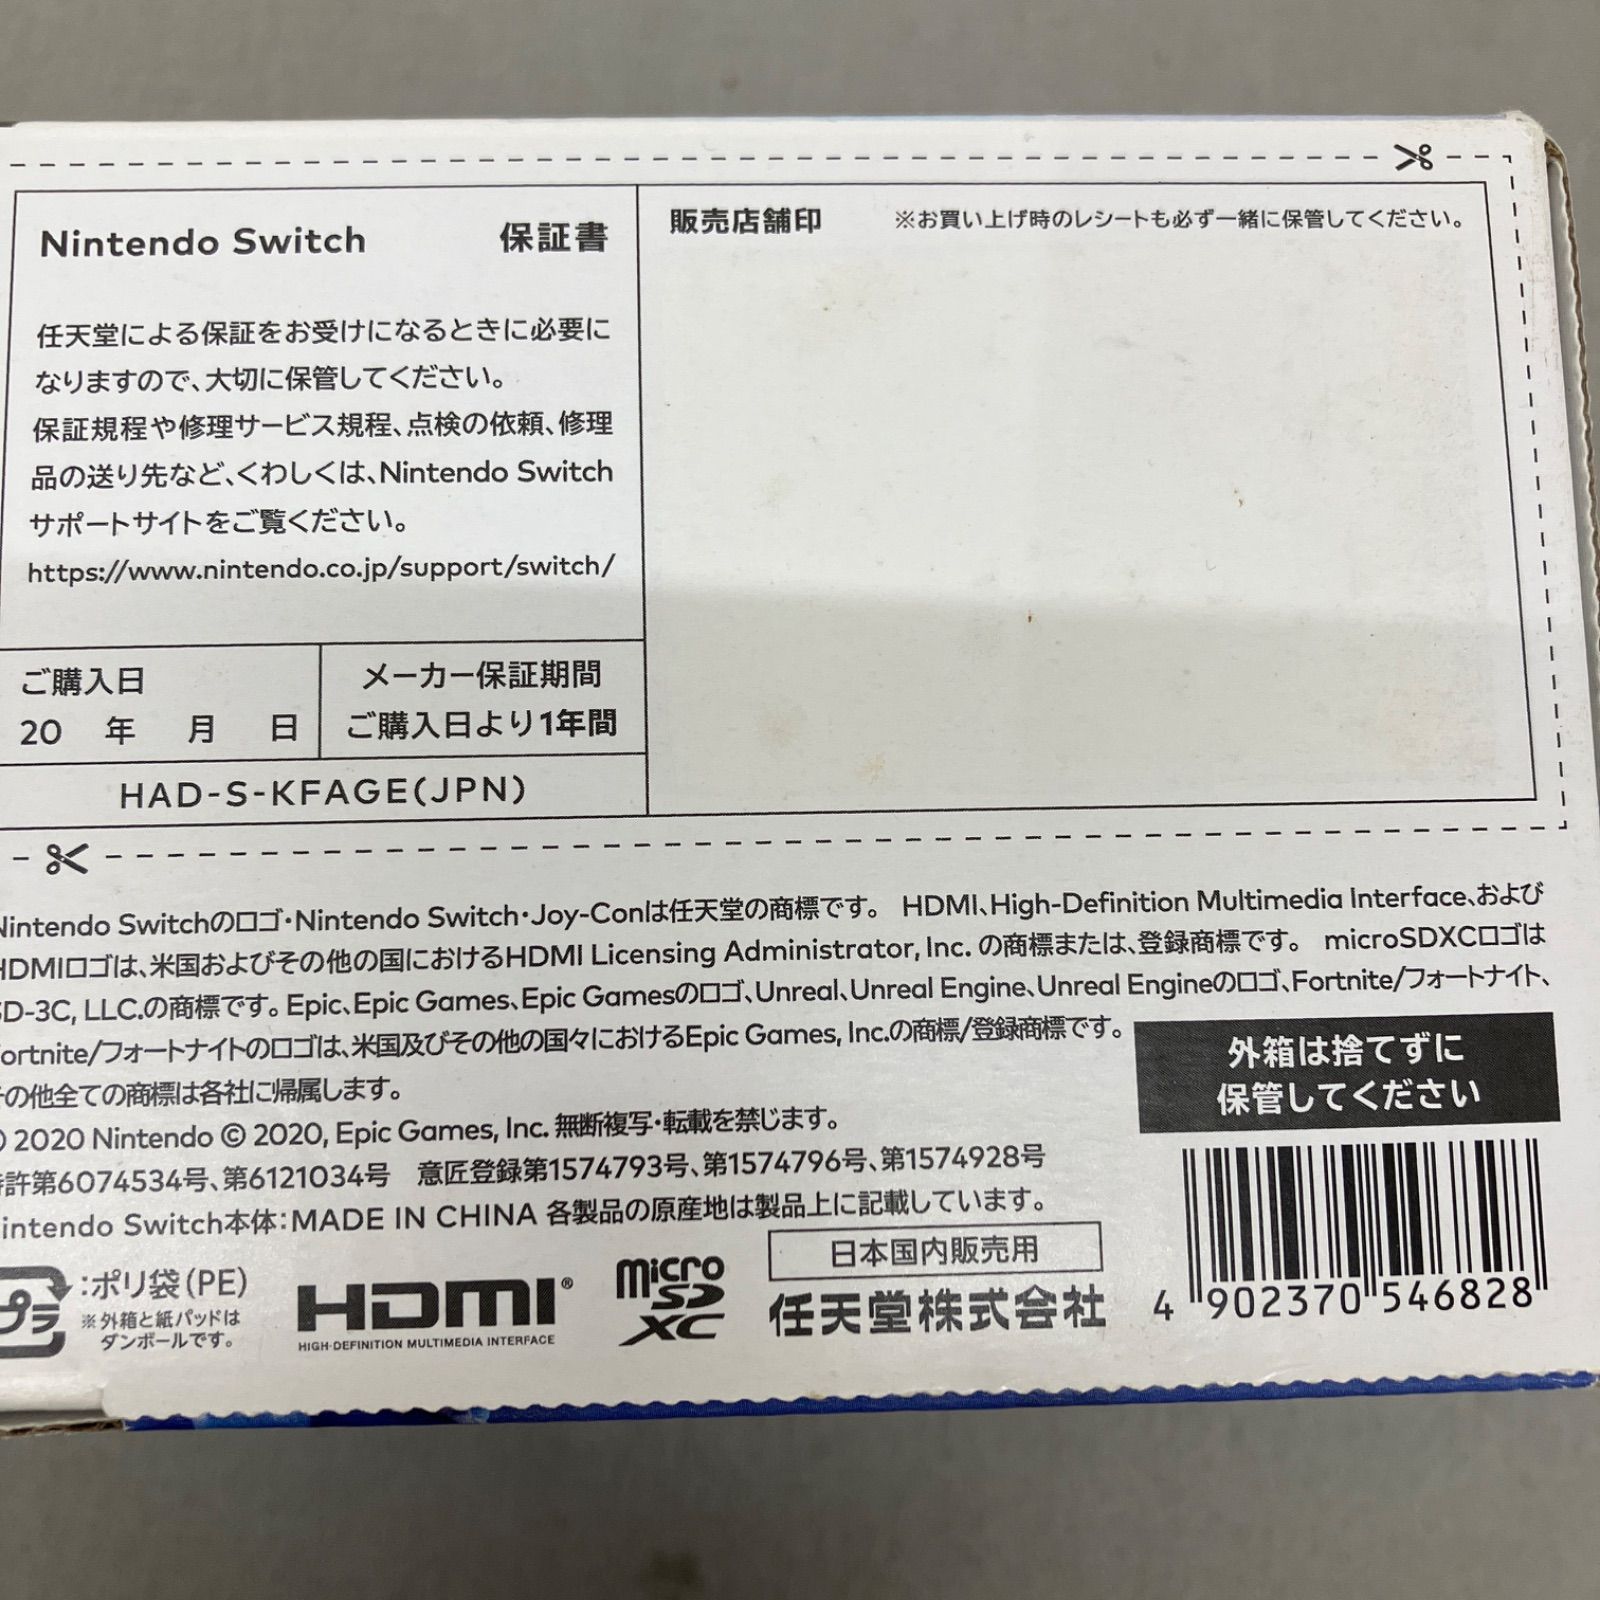 Nintendo Switch 保証書
任天堂による保証をお受けになるときに必要に
なりますので、大切に保管してください。
保証規程や修理サービス規程、点検の依頼、修理
品の送り先など、くわしくは、Nintendo Switch
サポートサイトをご覧ください。
https://www.nintendo.co.jp/support/switch/
ご購入日
20 年 月 日
メーカー保証期間
ご購入日より1年間
HAD-S-KFAGE(JPN)
販売店舗印 ※お買い上げ時のレシートも必ず一緒に保管してください。
Nintendo Switchのロゴ・Nintendo Switch・Joy-Conは任天堂の商標です。 HDMI、High-Definition Multimedia Interface、および
HDMIロゴは、米国およびその他の国におけるHDMI Licensing Administrator, Inc. の商標または、登録商標です。 microSDXCロゴは
SD-3C, LLC.の商標です。Epic、Epic Games、Epic Gamesのロゴ、Unreal、Unreal Engine、Unreal Engineのロゴ、Fortnite/フォートナイト、
Fortnite/フォートナイトのロゴは、米国及びその他の国々におけるEpic Games, Inc.の商標/登録商標です。
その他全ての商標は各社に帰属します。
© 2020 Nintendo © 2020, Epic Games, Inc. 無断複写・転載を禁じます。
特許第6074534号、第6121034号 意匠登録第1574793号、第1574796号、第1574928号
Nintendo Switch本体：MADE IN CHINA 各製品の原産地は製品上に記載しています。
外箱は捨てずに
保管してください
プラ
：ポリ袋(PE)
※外箱と紙パッドは
ダンボールです。
HDMI®
HIGH-DEFINITION MULTIMEDIA INTERFACE
micro
SD
XC
日本国内販売用
任天堂株式会社
4 902370 546828